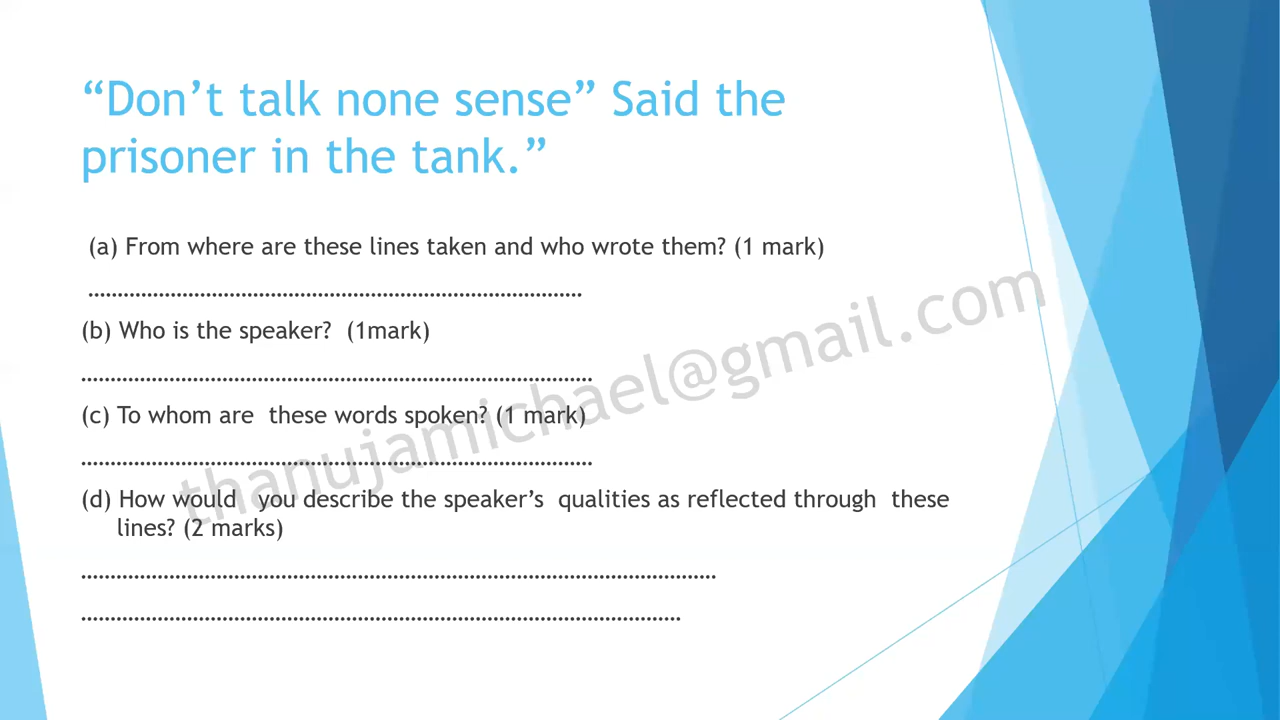 “Don’t talk none sense” Said the
prisoner in the tank.”
(a) From where are these lines taken and who wrote them? (1 mark)
....................................................................................
(b) Who is the speaker?  (1mark)
.......................................................................................
(c) To whom are  these words spoken? (1 mark)
.......................................................................................
(d) How would   you describe the speaker’s  qualities as reflected through  these
lines? (2 marks)
............................................................................................................
......................................................................................................
thanujamichael@gmail.com